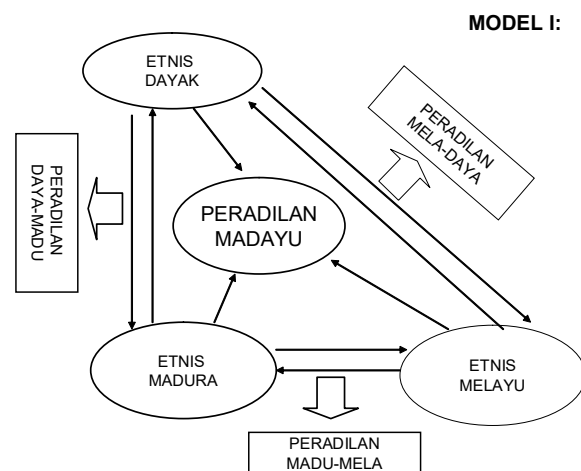 MODEL I:
ETNIS
DAYAK
PERADILAN
MELA-DAYA
PERADILAN
DAYA-MADU
PERADILAN
MADAYU
ETNIS
MADURA
ETNIS
MELAYU
PERADILAN
MADU-MELA